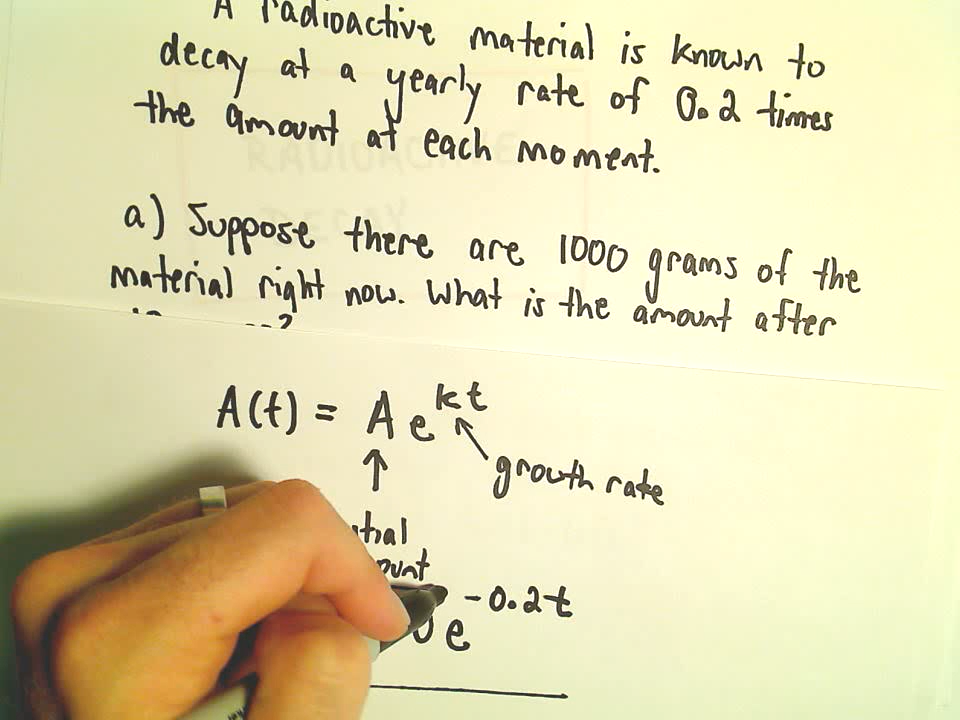 A radioactive material is known to
decay at a yearly rate of 0.2 times
the amount at each moment.
RADIOACTIVE
DECAY
a) Suppose there are 1000 grams of the
material right now. What is the amount after
A(t) = A e^kt
growth rate
e^-0.2t